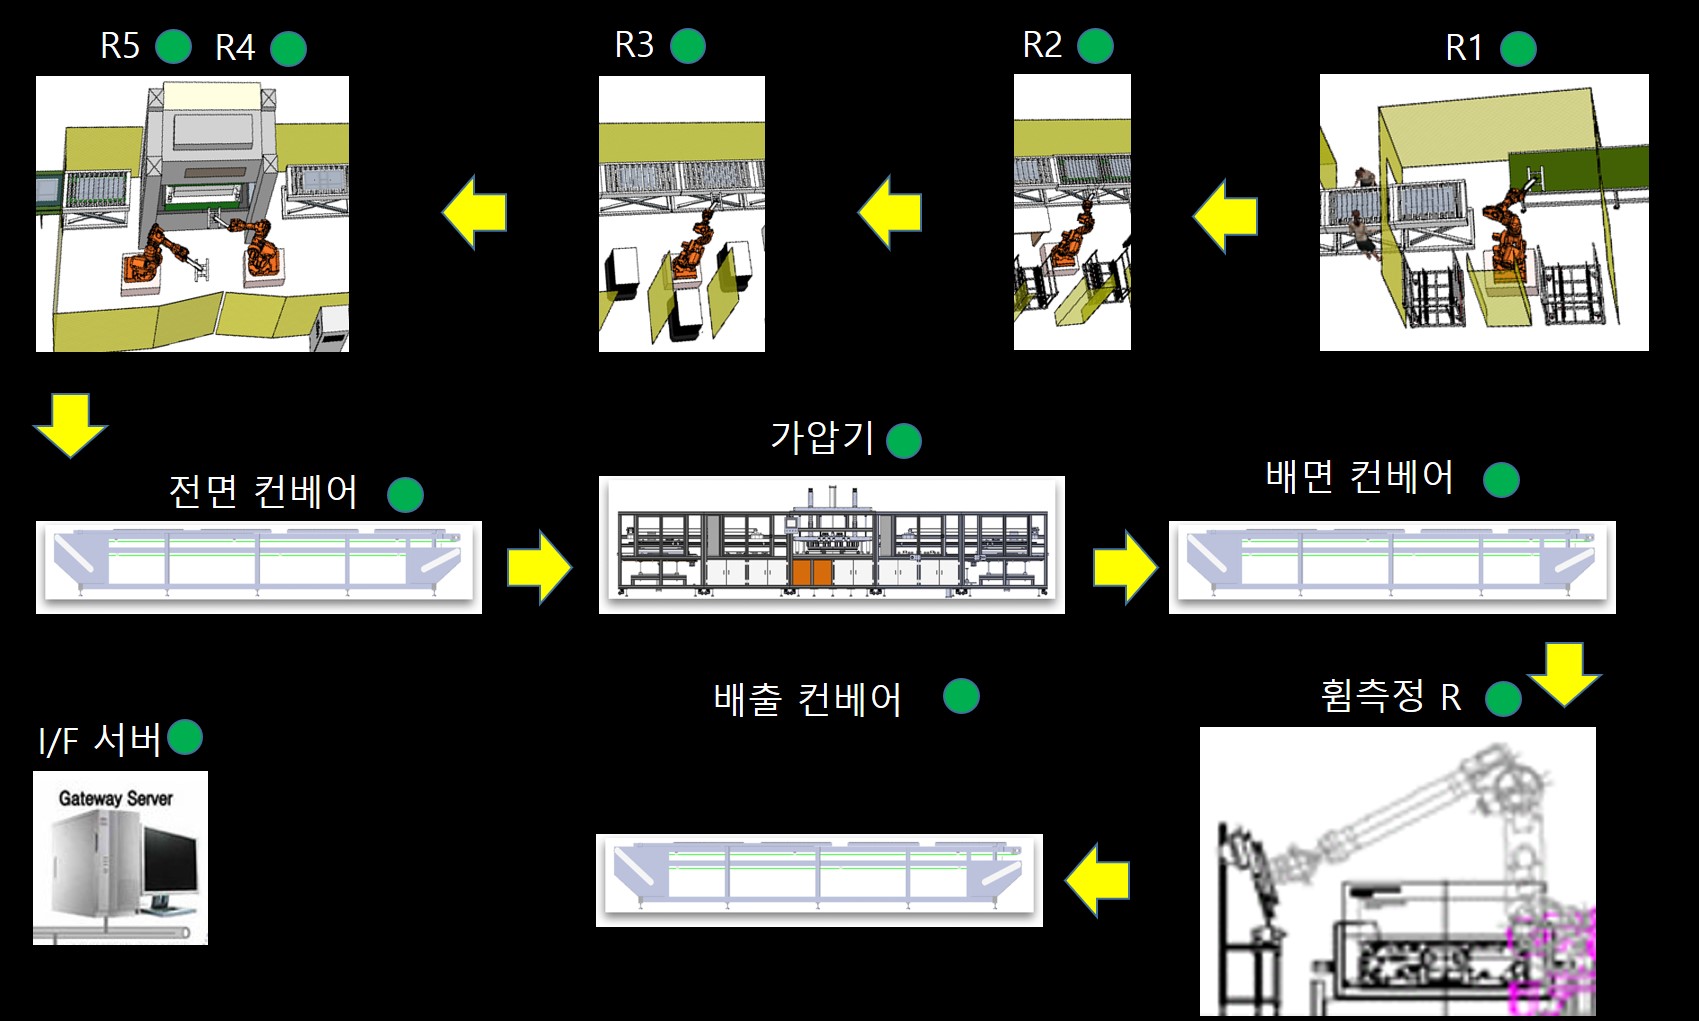 R5
R4
R3
R2
R1
가압기
전면 컨베어
배면 컨베어
배출 컨베어
휨측정 R
I/F 서버
Gateway Server